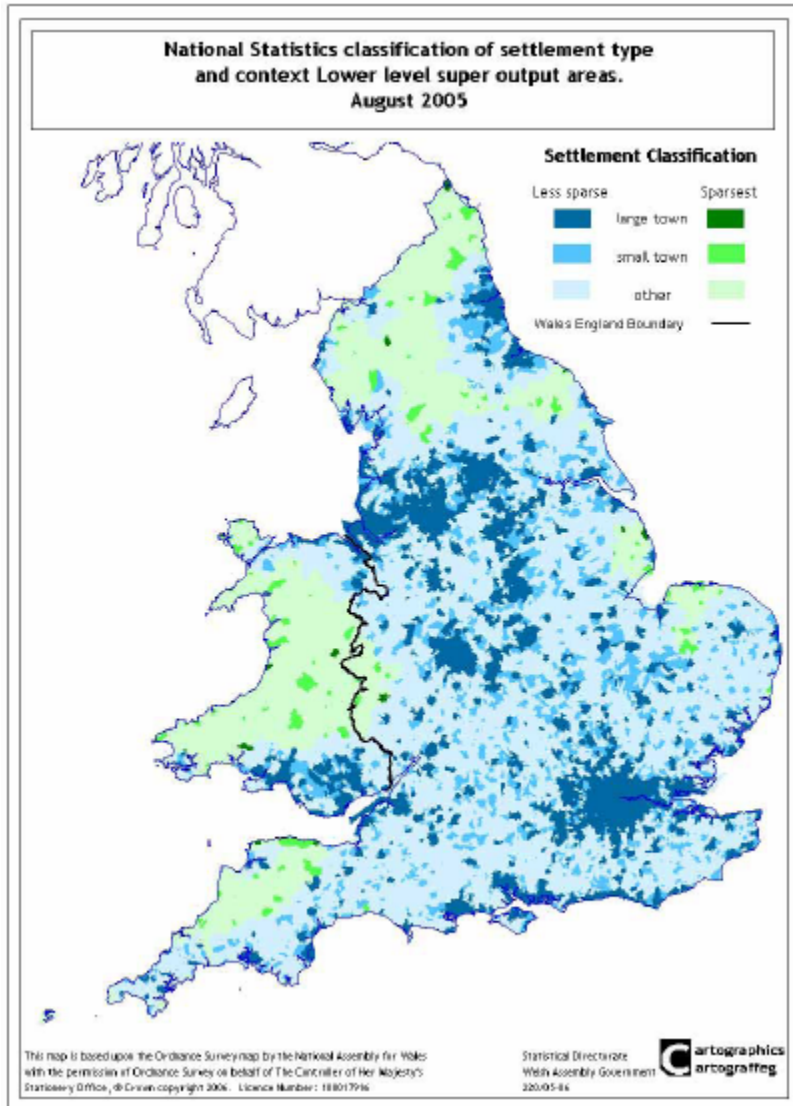 National Statistics classification of settlement type
and context Lower level super output areas.
August 2005
Settlement Classification
Less sparse
Sparsest
large town
small town
other
Wales England Boundary
This map is based upon the Ordnance Survey map by the National Assembly for Wales
with the permission of Ordnance Survey on behalf of The Controller of Her Majesty's
Stationery Office, © Crown copyright 2006. Licence Number: 100017916
Statistical Directorate
Welsh Assembly Government
220/05-06
Cartographics
Cartograffeg